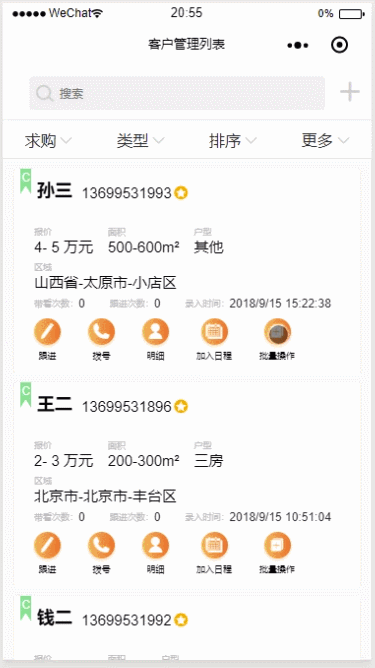 WeChat 20:55 0%
客户管理列表
搜索
求购 类型 排序 更多
C
孙三 13699531993
报价 面积 户型
4- 5 万元 500-600m² 其他
区域
山西省-太原市-小店区
带看次数: 0 跟进次数: 0 录入时间: 2018/9/15 15:22:38
跟进 拨号 明细 加入日程 批量操作
C
王二 13699531896
报价 面积 户型
2- 3 万元 200-300m² 三房
区域
北京市-北京市-丰台区
带看次数: 0 跟进次数: 0 录入时间: 2018/9/15 10:51:04
跟进 拨号 明细 加入日程 批量操作
C
钱二 13699531992
报价 面积 户型